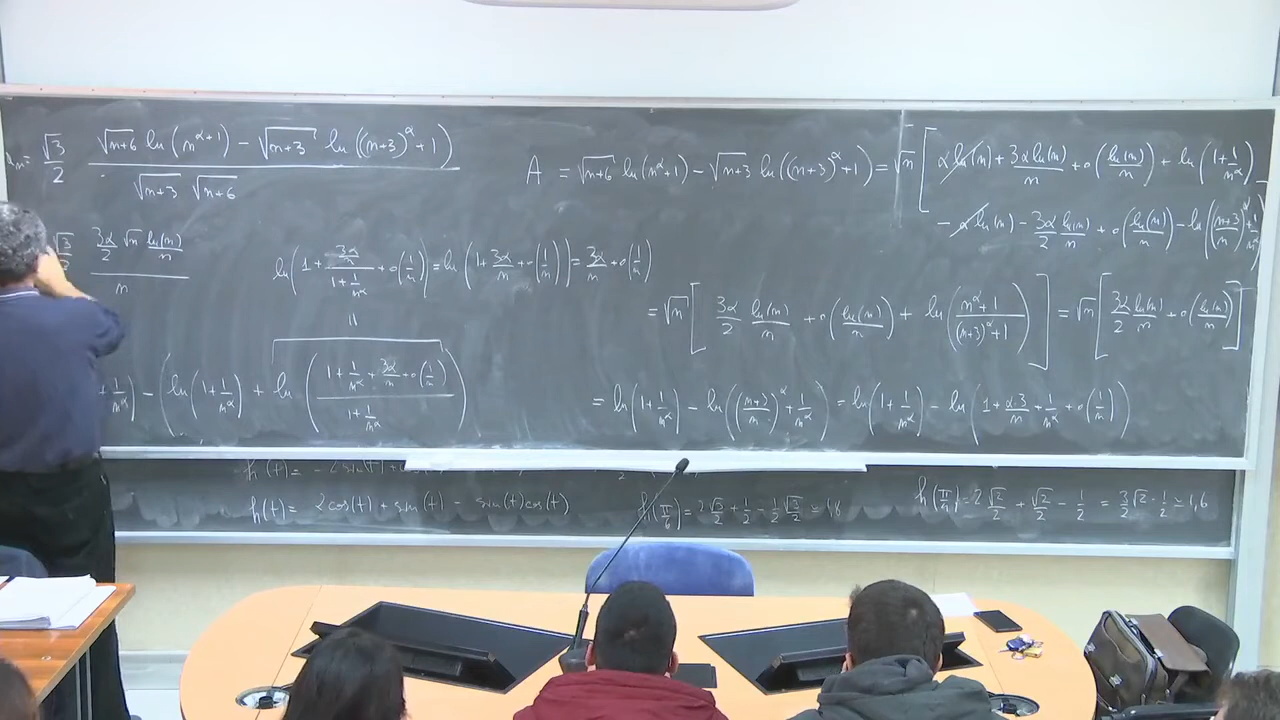 √3/2 (√(n+6) ln(n^(α+1)) − √(n+3) ln((n+3)^α+1)) / (√(n+3) √(n+6))
A = √(n+6) ln(n^α+1) − √(n+3) ln((n+3)^α+1) = √n [ α ln(n) + 3α ln(n)/n + o(ln(n)/n) + ln(1+1/n^α)
− α ln(n) − 3α/2 ln(n)/n + o(ln(n)/n) − ln(((n+3)/n)^α + 1/n^α)
√3/2 (3α/2 √n ln(n)/n) / n
ln(1 + (3α/n)/(1+1/n^α) + o(1/n)) = ln(1 + 3α/n + o(1/n)) = 3α/n + o(1/n)
= √n [ 3α/2 ln(n)/n + o(ln(n)/n) + ln((n^α+1)/((n+3)^α+1)) ] = √n [ 3α/2 ln(n)/n + o(ln(n)/n) ]
=
+ 1/n^α) − (ln(1+1/n^α) + ln((1 + 1/n^α + 3α/n + o(1/n))/(1+1/n^α)))
= ln(1+1/n^α) − ln(((n+3)/n)^α + 1/n^α) = ln(1+1/n^α) − ln(1 + α3/n + 1/n^α + o(1/n))
h(t) = 2cos(t) + sin(t) − sin(t)cos(t)
h(π/6) = 2 √3/2 + 1/2 − 1/2 √3/2 ≃ 1,8
h(π/4) = 2 √2/2 + √2/2 − 1/2 = 3/2 √2 − 1/2 ≃ 1,6